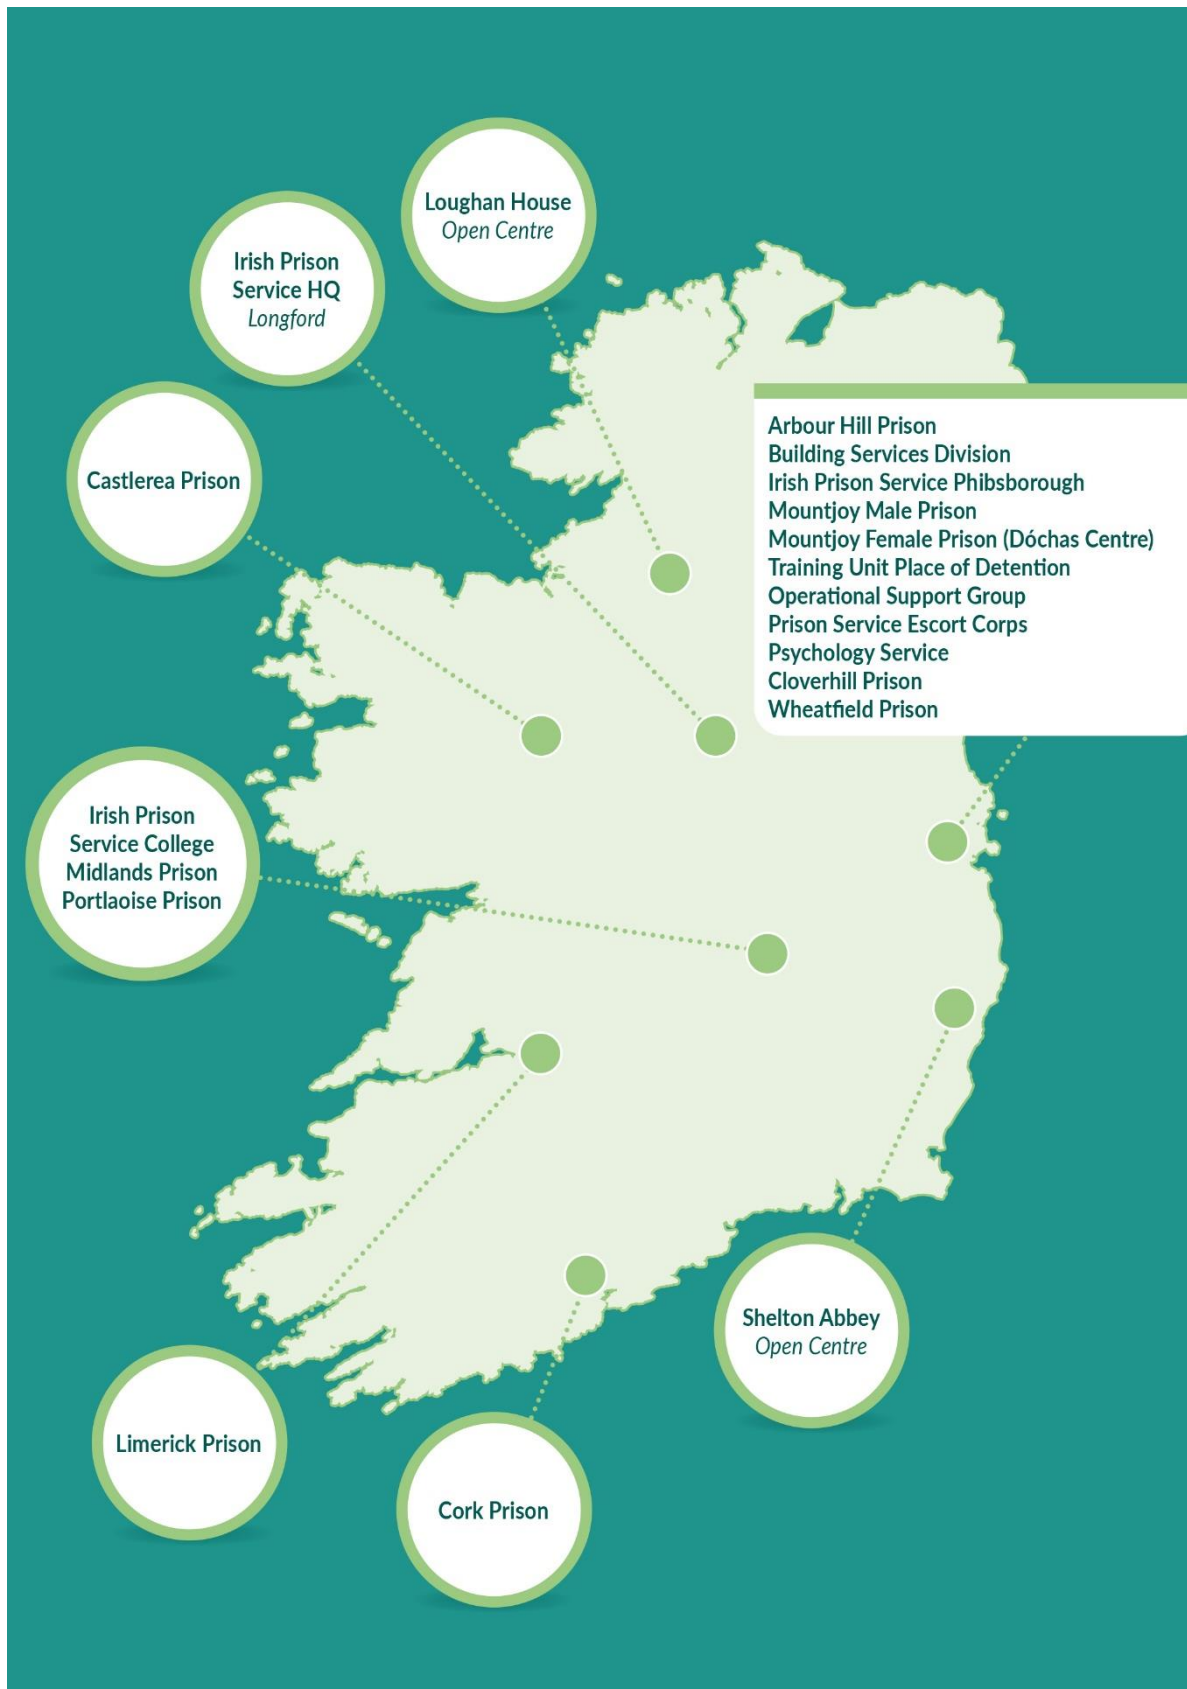 Loughan House
Open Centre
Irish Prison
Service HQ
Longford
Castlerea Prison
Arbour Hill Prison
Building Services Division
Irish Prison Service Phibsborough
Mountjoy Male Prison
Mountjoy Female Prison (Dóchas Centre)
Training Unit Place of Detention
Operational Support Group
Prison Service Escort Corps
Psychology Service
Cloverhill Prison
Wheatfield Prison
Irish Prison
Service College
Midlands Prison
Portlaoise Prison
Shelton Abbey
Open Centre
Limerick Prison
Cork Prison